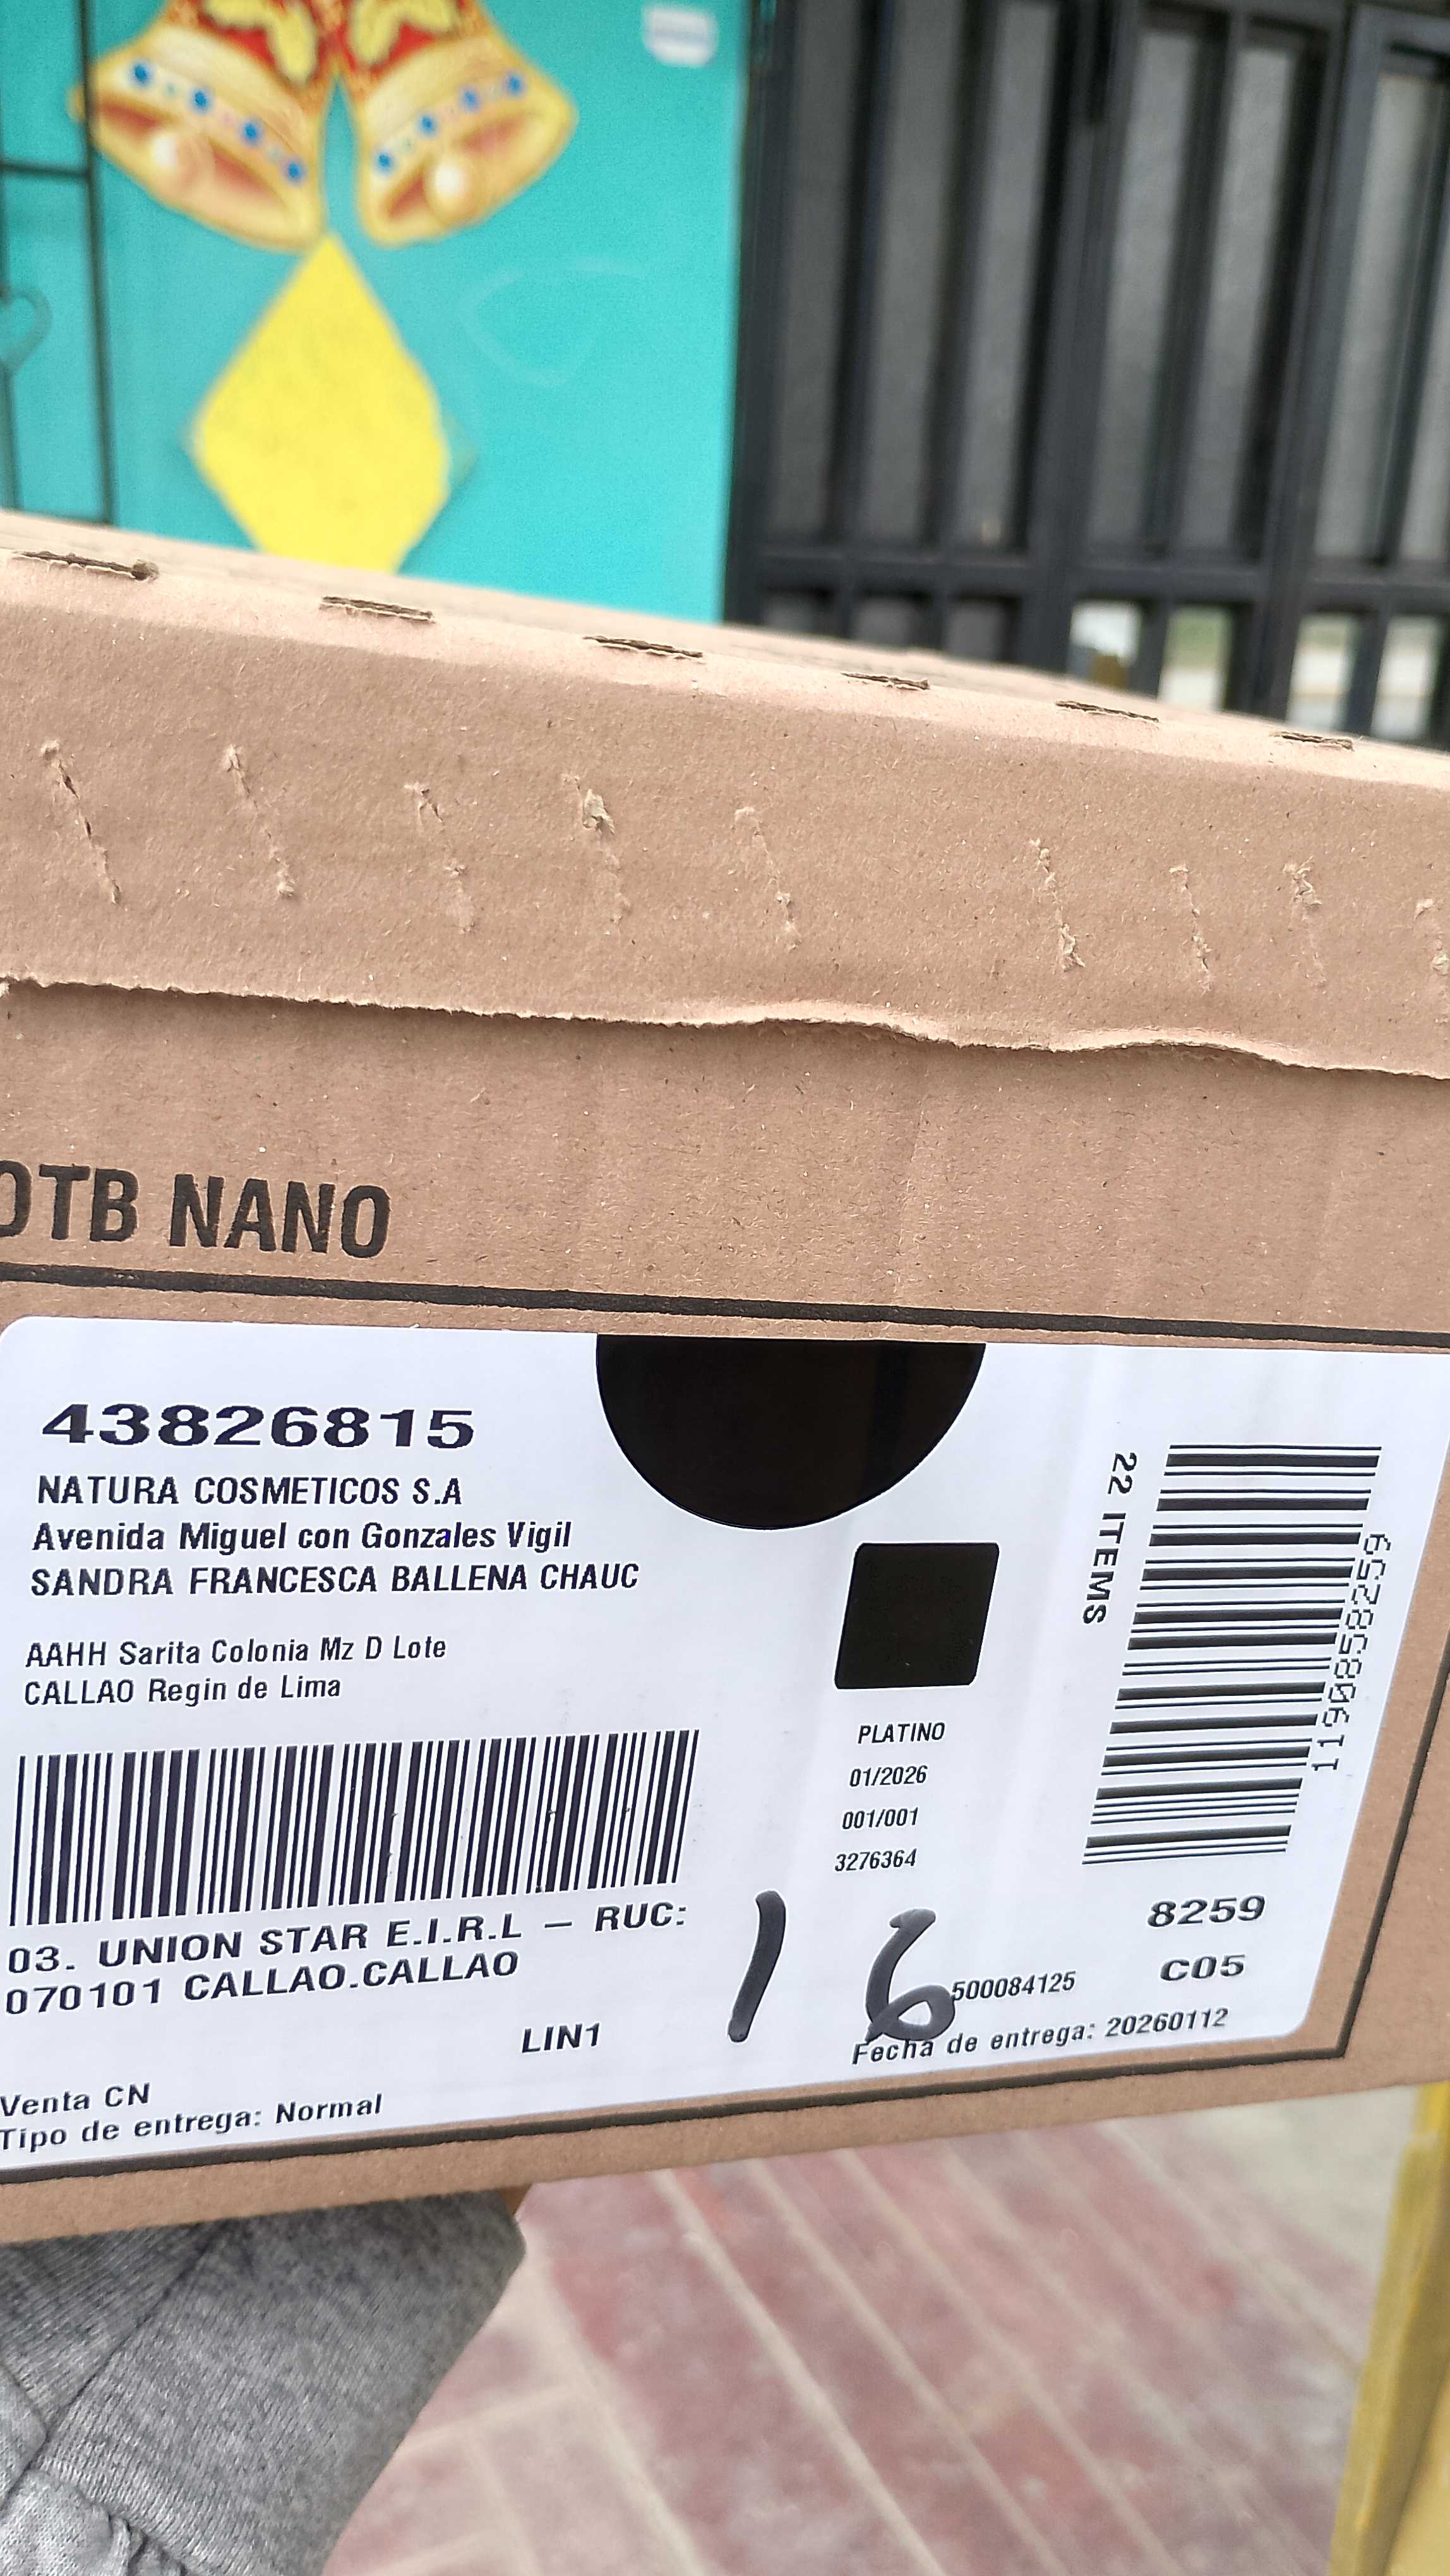 OTB NANO
43826815
NATURA COSMETICOS S.A
Avenida Miguel con Gonzales Vigil
SANDRA FRANCESCA BALLENA CHAUC
AAHH Sarita Colonia Mz D Lote
CALLAO Regin de Lima
22 ITEMS
65285880611
PLATINO
01/2026
001/001
3276364
03. UNION STAR E.I.R.L – RUC:
070101 CALLAO.CALLAO
LIN1
16
500084125
8259
C05
Fecha de entrega: 20260112
Venta CN
Tipo de entrega: Normal